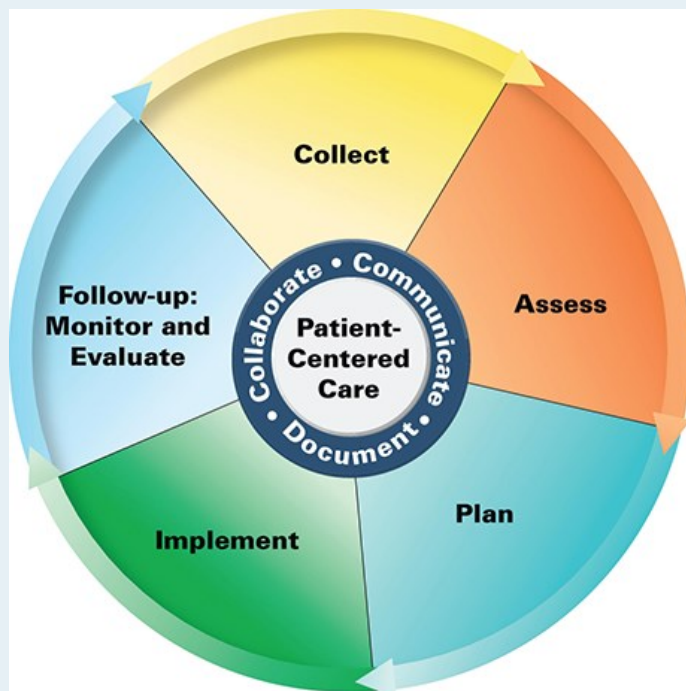 Collect
Assess
Plan
Implement
Follow-up:
Monitor and
Evaluate
Collaborate • Communicate • Document •
Patient-
Centered
Care